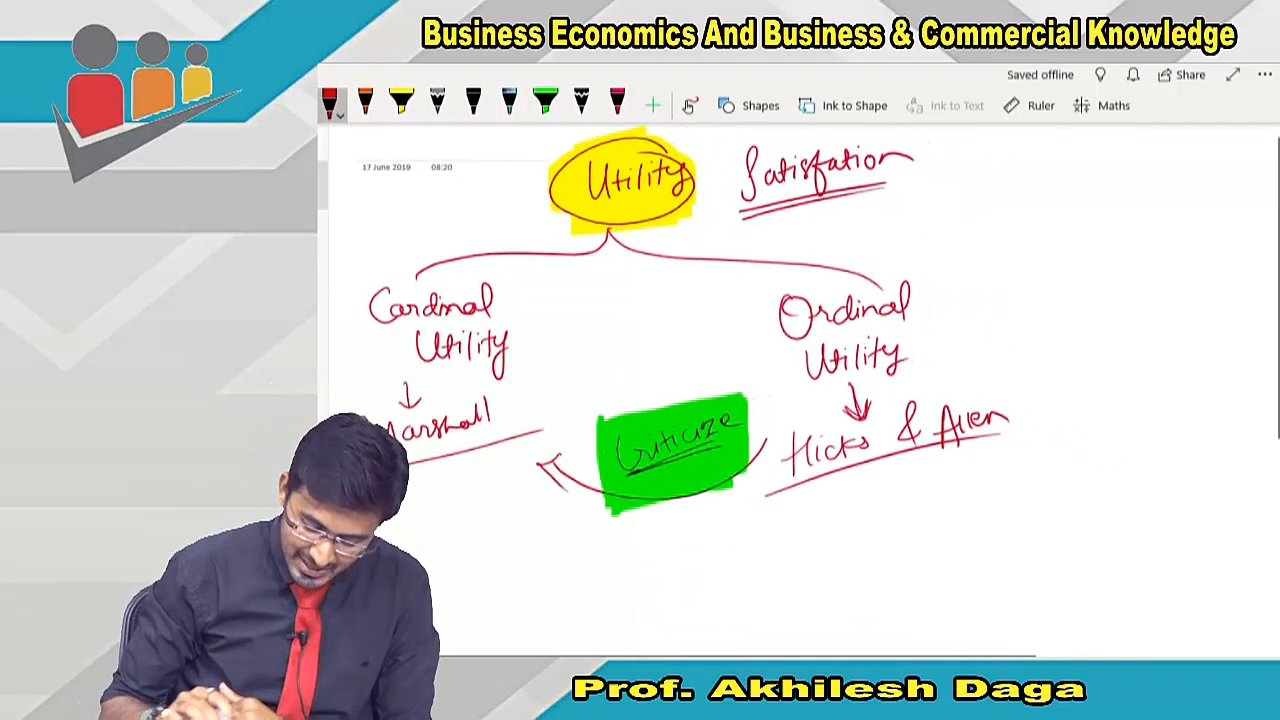 Business Economics And Business & Commercial Knowledge
Saved offline
Share
Shapes
Ink to Shape
Ink to Text
Ruler
Maths
17 June 2019 08:20
Utility
Satisfation
Cardinal
Utility
Marshall
Ordinal
Utility
Hicks & Allen
Criticize
Prof. Akhilesh Daga